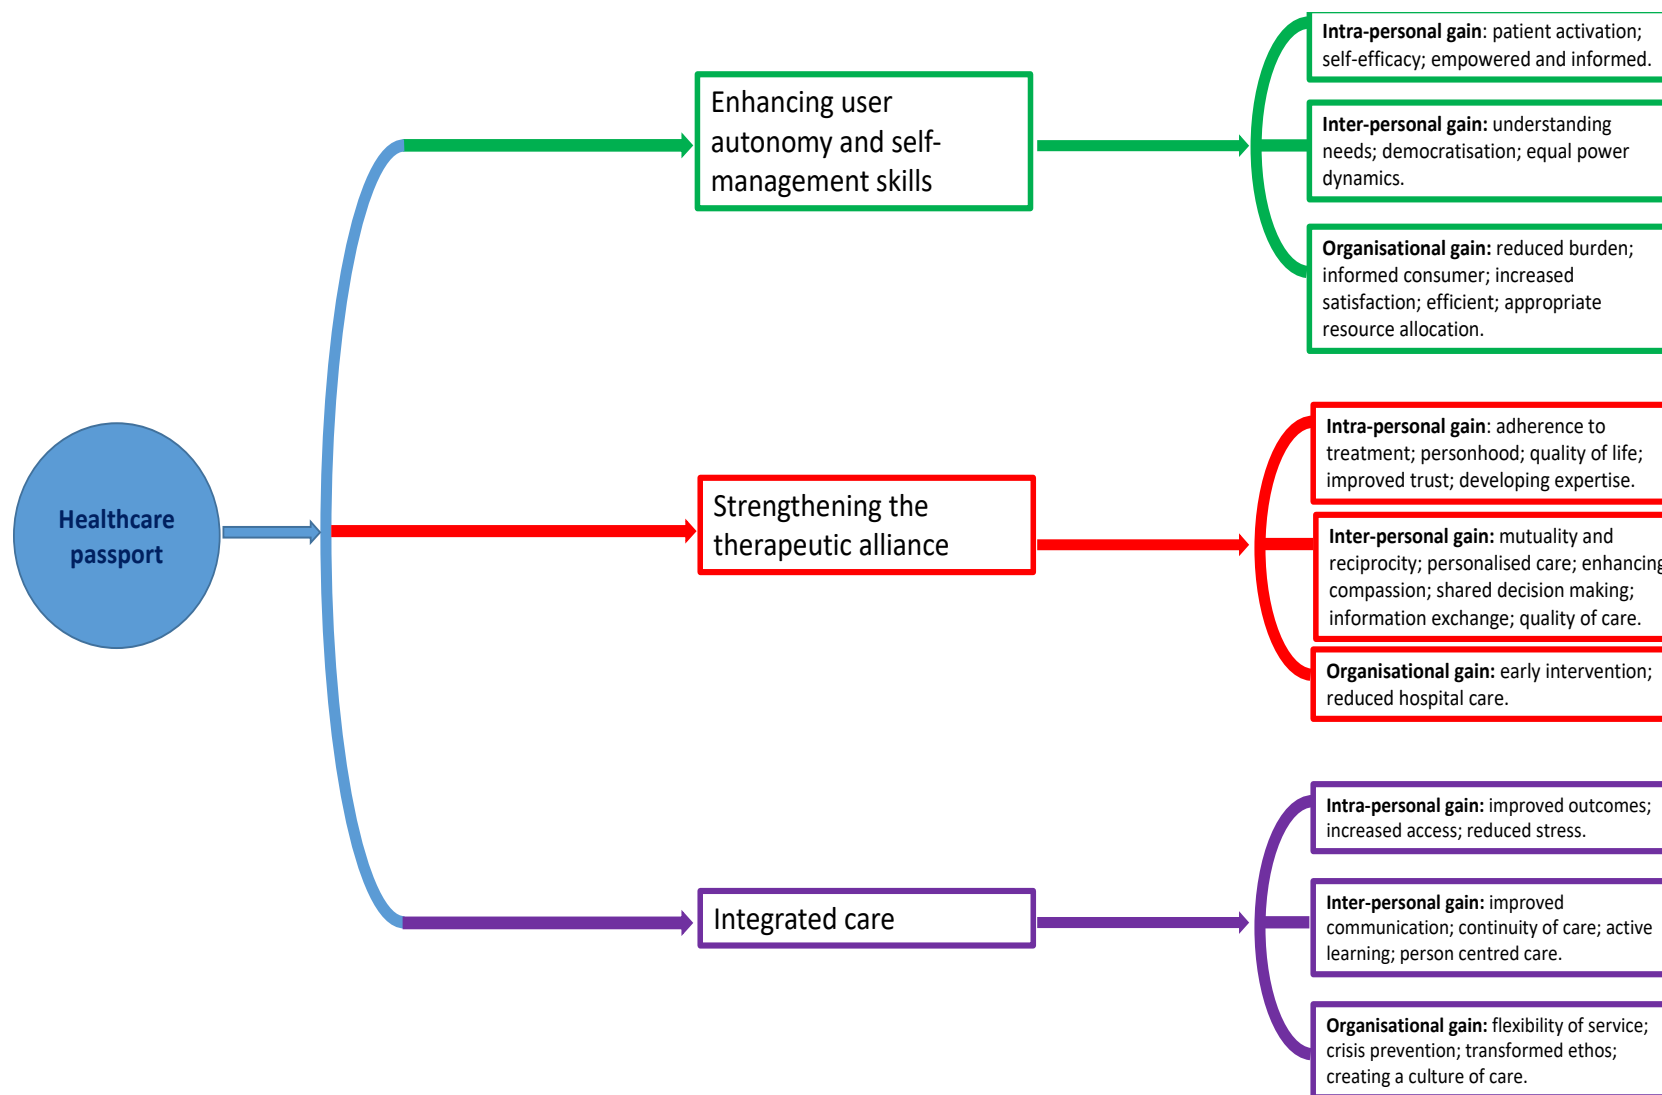 Healthcare
passport
Enhancing user
autonomy and self-
management skills
Intra-personal gain: patient activation;
self-efficacy; empowered and informed.
Inter-personal gain: understanding
needs; democratisation; equal power
dynamics.
Organisational gain: reduced burden;
informed consumer; increased
satisfaction; efficient; appropriate
resource allocation.
Strengthening the
therapeutic alliance
Intra-personal gain: adherence to
treatment; personhood; quality of life;
improved trust; developing expertise.
Inter-personal gain: mutuality and
reciprocity; personalised care; enhancing
compassion; shared decision making;
information exchange; quality of care.
Organisational gain: early intervention;
reduced hospital care.
Integrated care
Intra-personal gain: improved outcomes;
increased access; reduced stress.
Inter-personal gain: improved
communication; continuity of care; active
learning; person centred care.
Organisational gain: flexibility of service;
crisis prevention; transformed ethos;
creating a culture of care.